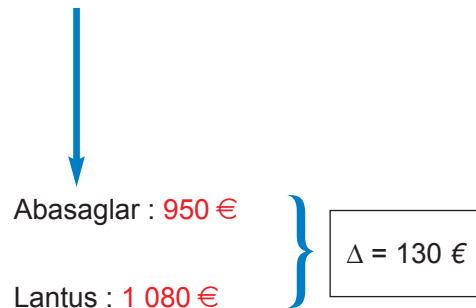 Abasaglar : 950 €
Δ = 130 €
Lantus : 1 080 €